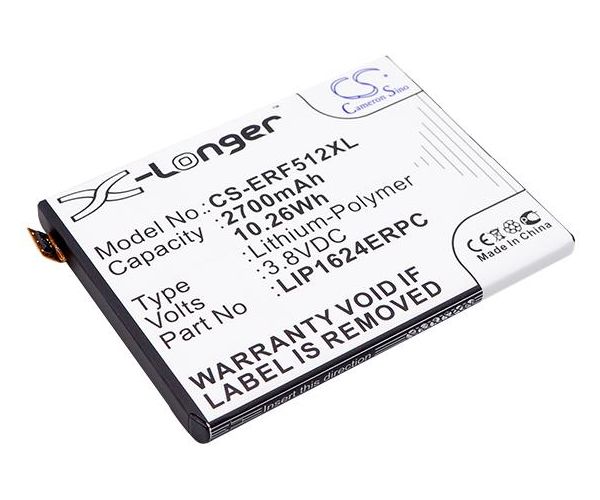 X-Longer
CS
Cameron Sino
Model No. CS-ERF512XL
Capacity: 2700mAh
10.26Wh
Type Lithium-Polymer
Volts 3.8VDC
Part No LIP1624ERPC
WARRANTY VOID IF
LABEL IS REMOVED
CE
MADE IN CHINA